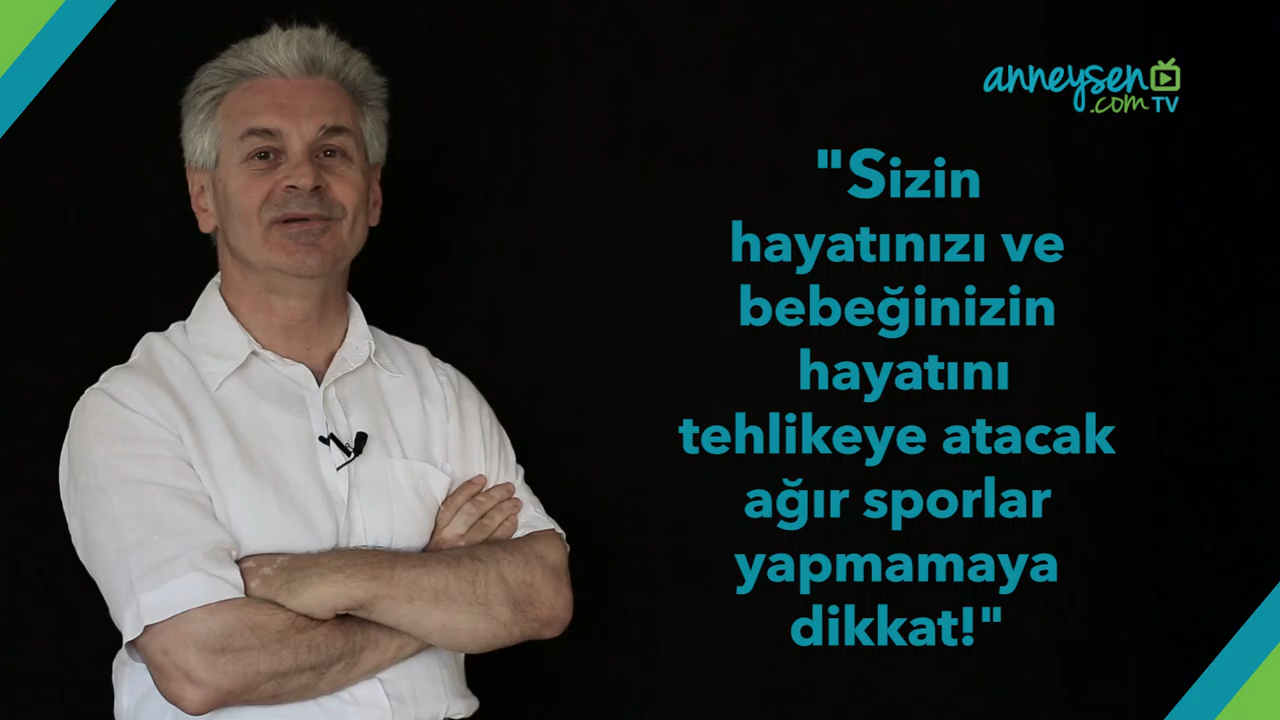 anneysen
.com TV
"Sizin
hayatınızı ve
bebeğinizin
hayatını
tehlikeye atacak
ağır sporlar
yapmamaya
dikkat!"